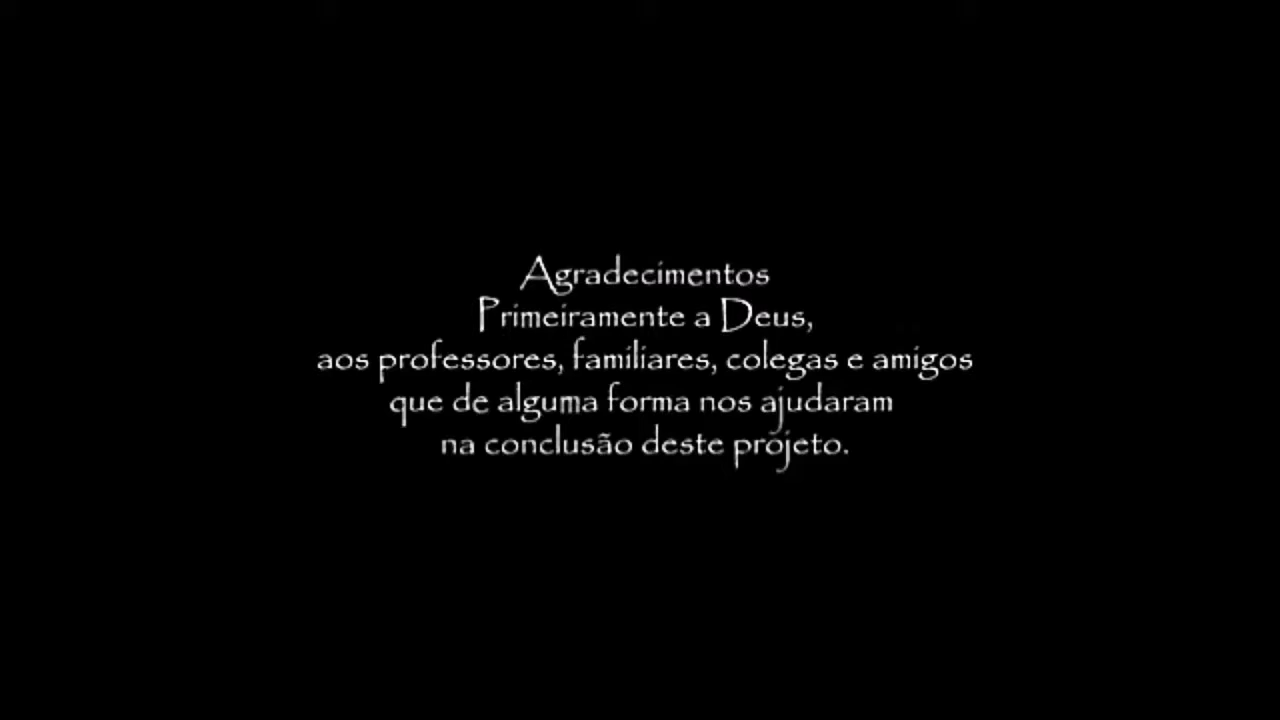 Agradecimentos
Primeiramente a Deus,
aos professores, familiares, colegas e amigos
que de alguma forma nos ajudaram
na conclusão deste projeto.